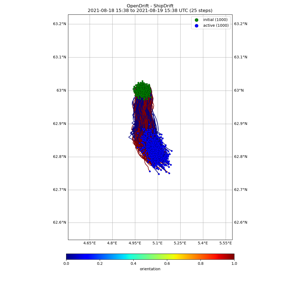 OpenDrift - ShipDrift
2021-08-18 15:38 to 2021-08-19 15:38 UTC (25 steps)
initial (1000)
active (1000)
63.2°N 63.2°N
63.1°N 63.1°N
63°N 63°N
62.9°N 62.9°N
62.8°N 62.8°N
62.7°N 62.7°N
62.6°N 62.6°N
4.65°E 4.8°E 4.95°E 5.1°E 5.25°E 5.4°E 5.55°E
0.0 0.2 0.4 0.6 0.8 1.0
orientation